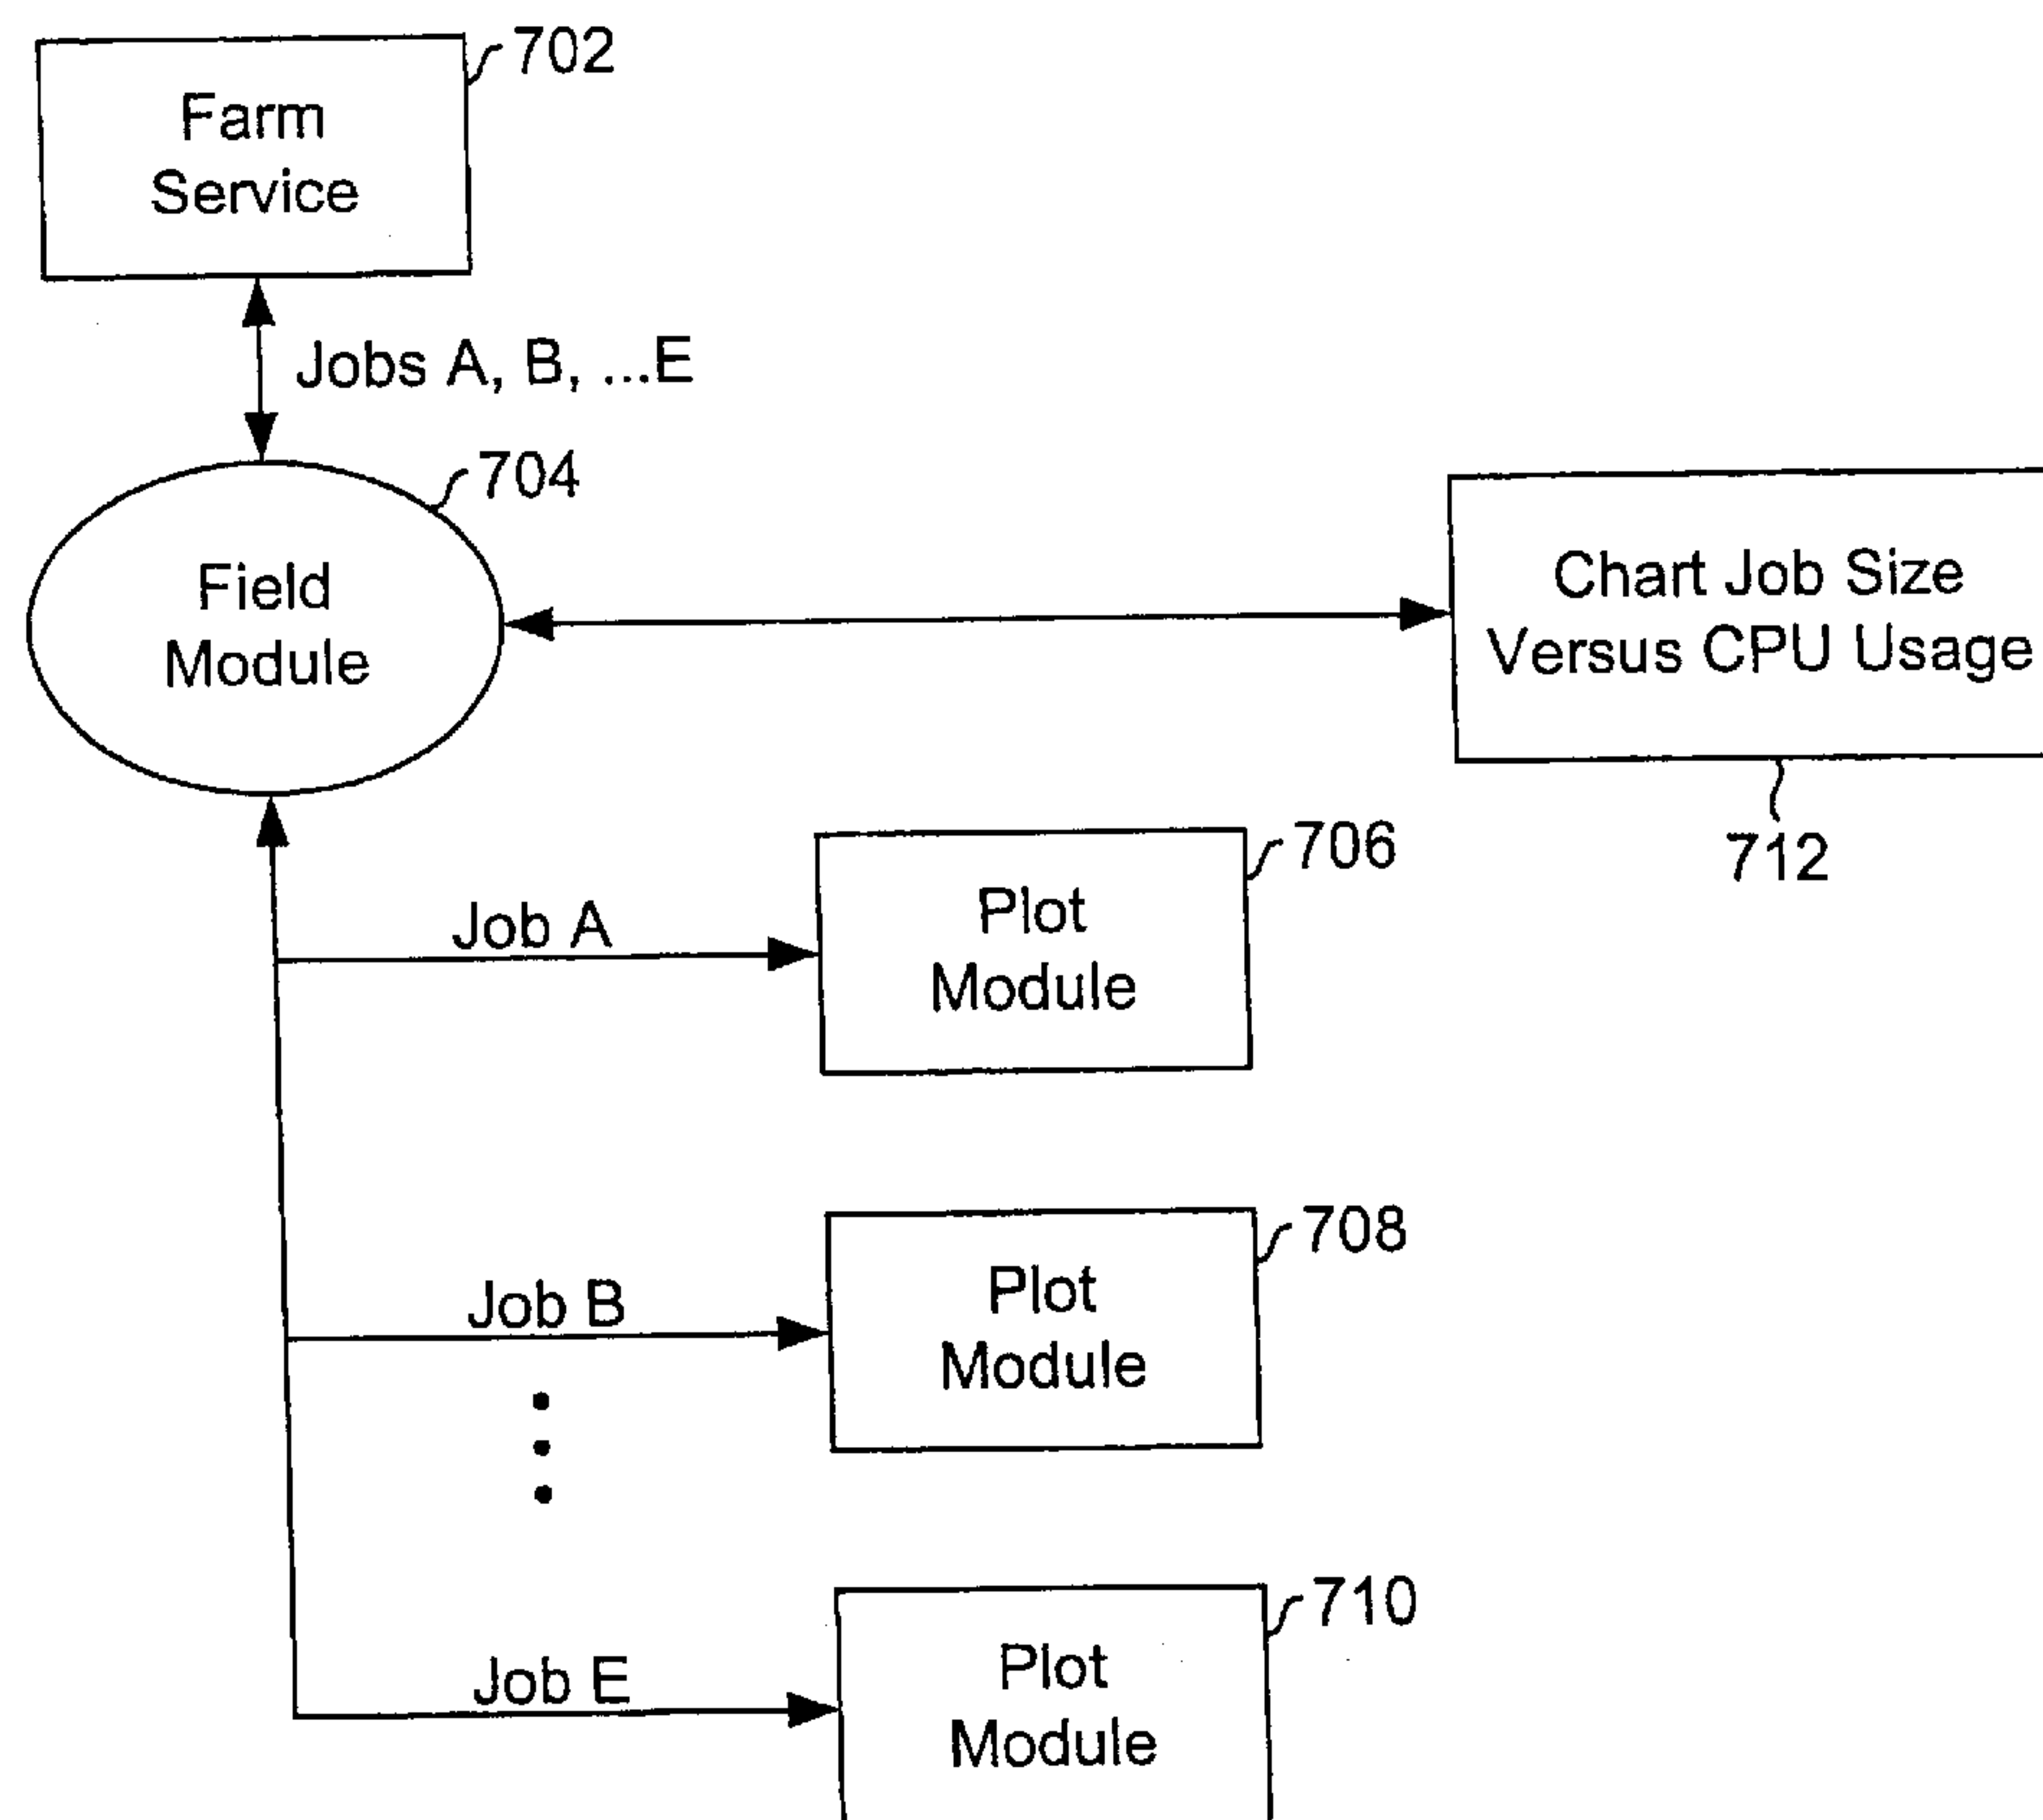 702
Farm
Service
Jobs A, B, ...E
704
Field
Module
Chart Job Size
Versus CPU Usage
712
706
Job A
Plot
Module
708
Job B
Plot
Module
710
Job E
Plot
Module